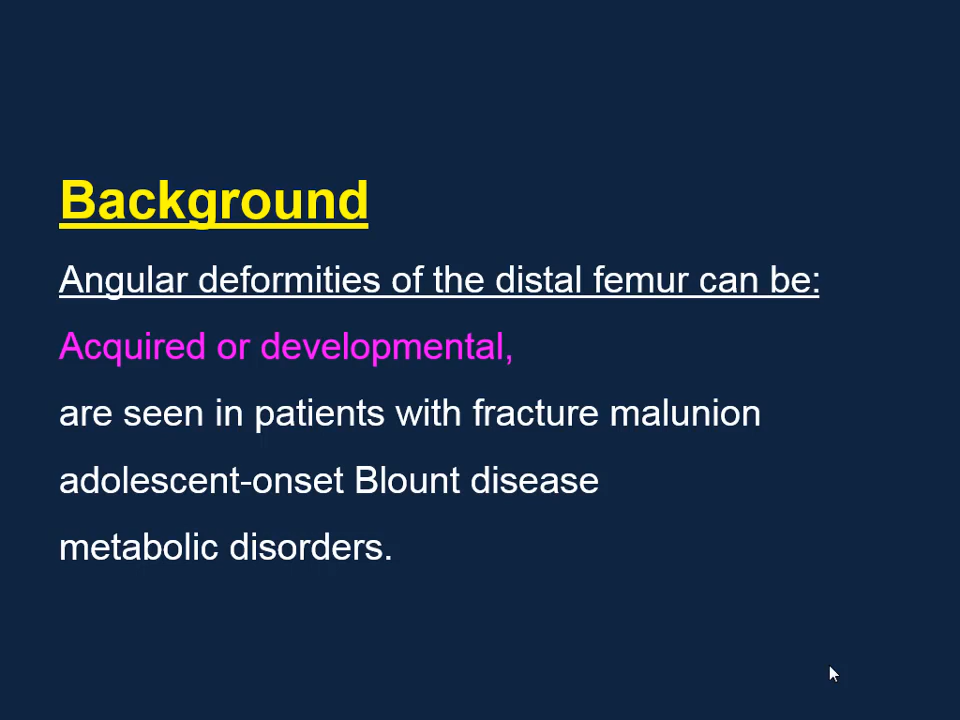 Background
Angular deformities of the distal femur can be:
Acquired or developmental,
are seen in patients with fracture malunion
adolescent-onset Blount disease
metabolic disorders.